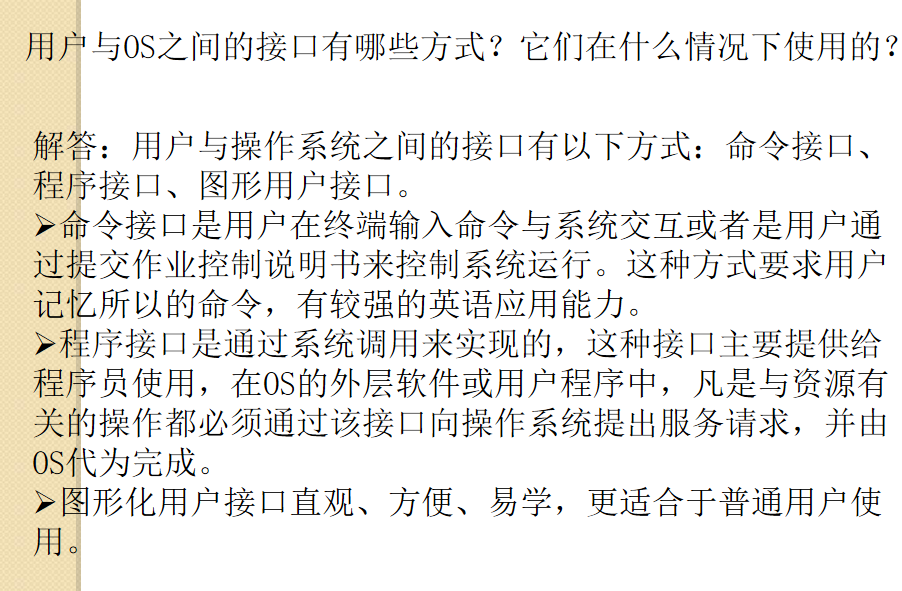 用户与OS之间的接口有哪些方式？它们在什么情况下使用的？
解答：用户与操作系统之间的接口有以下方式：命令接口、
程序接口、图形用户接口。
➢命令接口是用户在终端输入命令与系统交互或者是用户通
过提交作业控制说明书来控制系统运行。这种方式要求用户
记忆所以的命令，有较强的英语应用能力。
➢程序接口是通过系统调用来实现的，这种接口主要提供给
程序员使用，在OS的外层软件或用户程序中，凡是与资源有
关的操作都必须通过该接口向操作系统提出服务请求，并由
OS代为完成。
➢图形化用户接口直观、方便、易学，更适合于普通用户使
用。